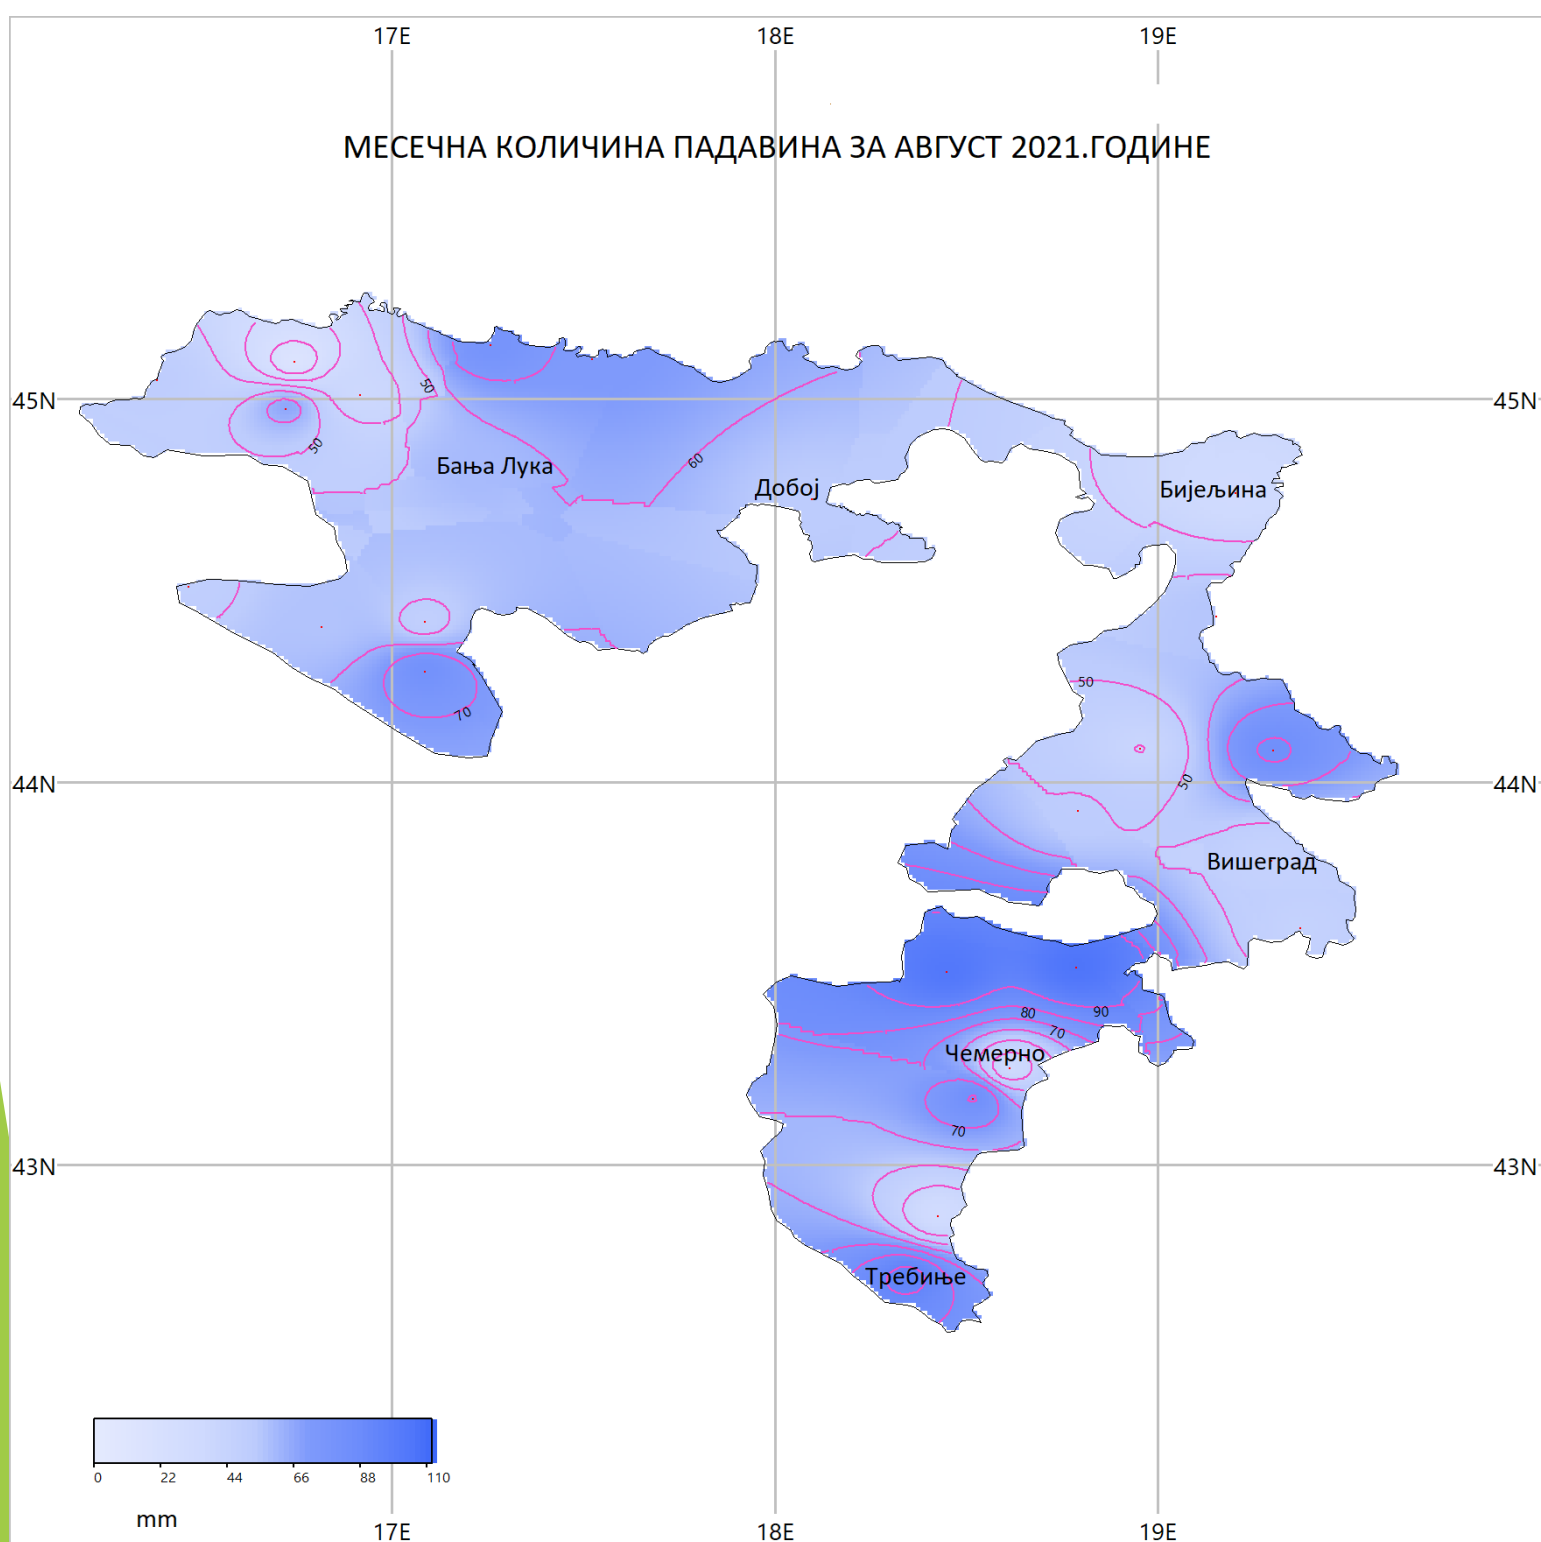 17E 18E 19E
МЕСЕЧНА КОЛИЧИНА ПАДАВИНА ЗА АВГУСТ 2021.ГОДИНЕ
50
45N 45N
50
Бања Лука
60
Добој
Бијељина
50
70
44N 44N
50
Вишеград
80
90
70
Чемерно
70
43N 43N
Требиње
0 22 44 66 88 110
mm
17E 18E 19E